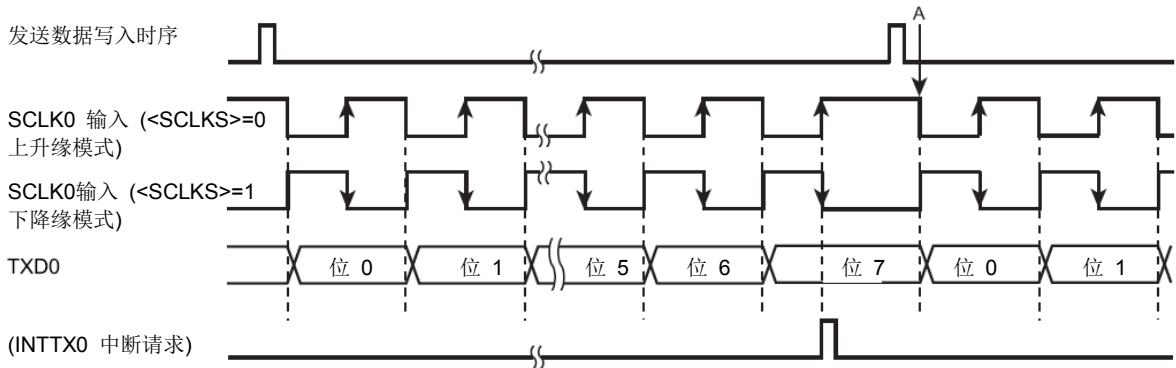 A
发送数据写入时序
SCLK0 输入 (<SCLKS>=0
上升缘模式)
SCLK0输入 (<SCLKS>=1
下降缘模式)
TXD0
位 0
位 1
位 5
位 6
位 7
位 0
位 1
(INTTX0 中断请求)